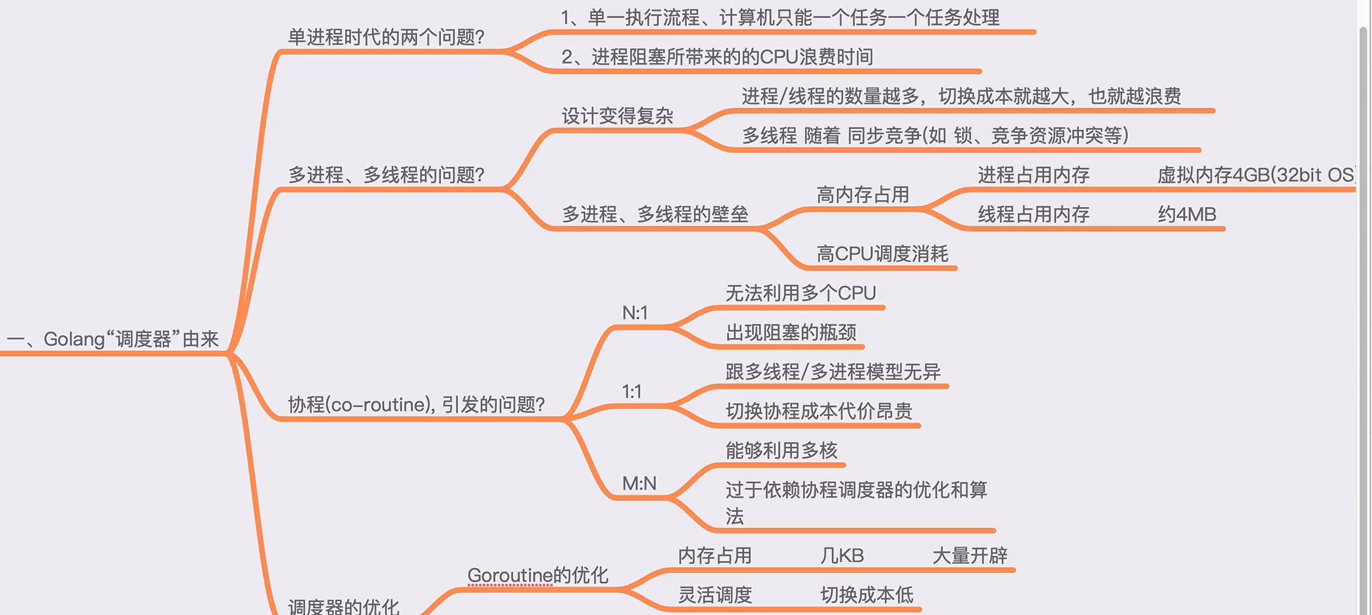 单进程时代的两个问题?
1、单一执行流程、计算机只能一个任务一个任务处理
2、进程阻塞所带来的的CPU浪费时间
多进程、多线程的问题?
设计变得复杂
进程/线程的数量越多，切换成本就越大，也就越浪费
多线程 随着 同步竞争(如 锁、竞争资源冲突等)
多进程、多线程的壁垒
高内存占用
进程占用内存 虚拟内存4GB(32bit OS)
线程占用内存 约4MB
高CPU调度消耗
一、Golang“调度器”由来
协程(co-routine), 引发的问题?
N:1
无法利用多个CPU
出现阻塞的瓶颈
1:1
跟多线程/多进程模型无异
切换协程成本代价昂贵
M:N
能够利用多核
过于依赖协程调度器的优化和算
法
调度器的优化
Goroutine的优化
内存占用 几KB 大量开辟
灵活调度 切换成本低